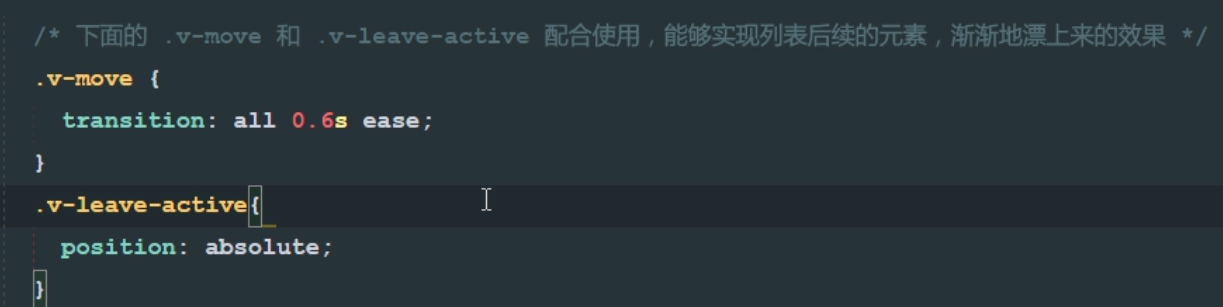 /* 下面的 .v-move 和 .v-leave-active 配合使用，能够实现列表后续的元素，渐渐地漂上来的效果 */
.v-move {
transition: all 0.6s ease;
}
.v-leave-active{
position: absolute;
}